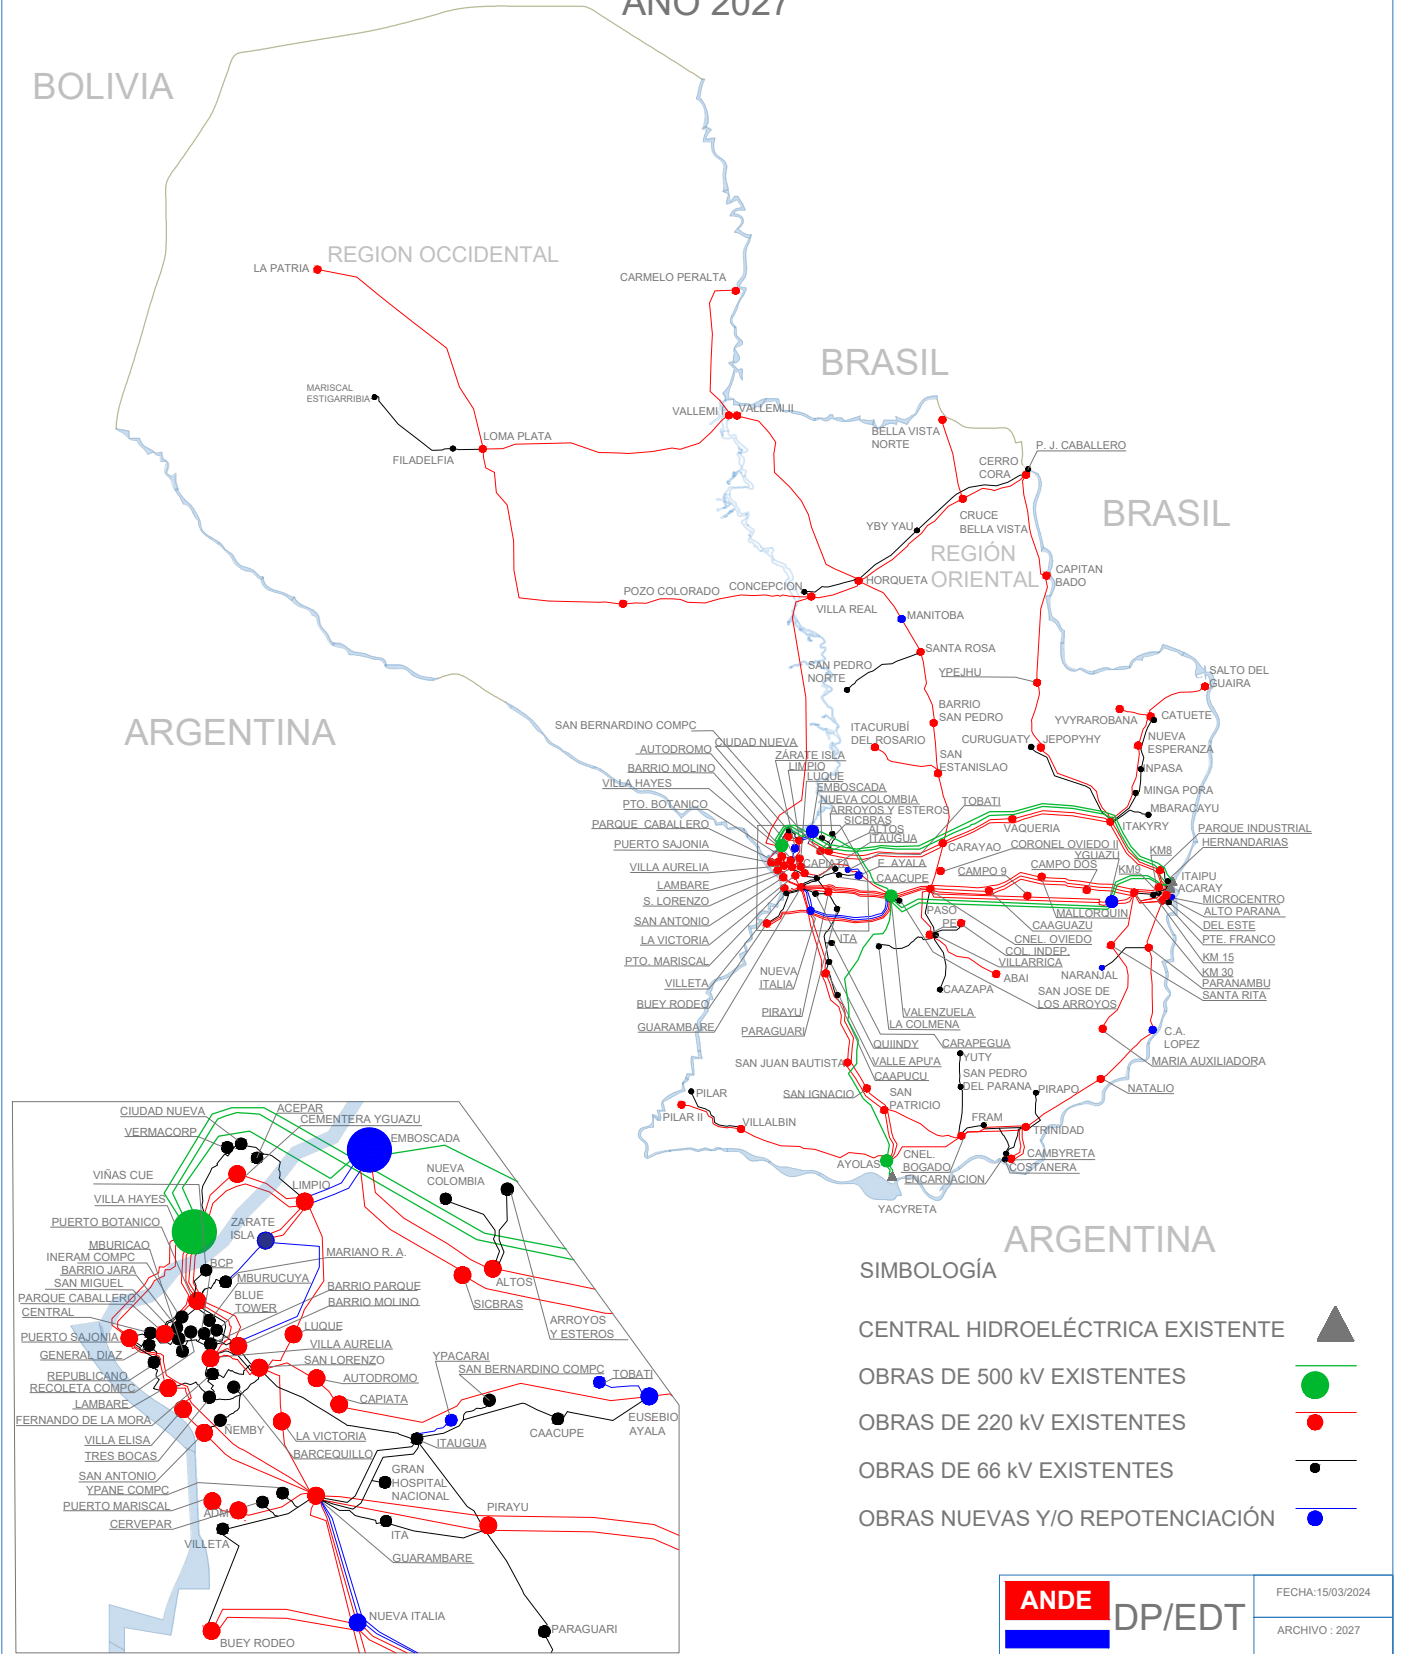 AÑO 2027
BOLIVIA
REGION OCCIDENTAL
LA PATRIA
CARMELO PERALTA
BRASIL
MARISCAL
ESTIGARRIBIA
VALLEMI I
VALLEMI II
LOMA PLATA
FILADELFIA
BELLA VISTA
NORTE
P. J. CABALLERO
CERRO
CORA
BRASIL
YBY YAU
CRUCE
BELLA VISTA
REGIÓN
ORIENTAL
CAPITAN
BADO
POZO COLORADO
CONCEPCION
HORQUETA
VILLA REAL
MANITOBA
SANTA ROSA
SAN PEDRO
NORTE
YPEJHU
SALTO DEL
GUAIRA
BARRIO
SAN PEDRO
YVYRAROBANA
CATUETE
ARGENTINA
ITACURUBÍ
DEL ROSARIO
CURUGUATY
JEPOPYHY
NUEVA
ESPERANZA
SAN
ESTANISLAO
INPASA
MINGA PORA
MBARACAYU
SAN BERNARDINO COMPC
CIUDAD NUEVA
AUTODROMO
ZÁRATE ISLA
BARRIO MOLINO
LIMPIO
VILLA HAYES
LUQUE
EMBOSCADA
PTO. BOTANICO
NUEVA COLOMBIA
ARROYOS Y ESTEROS
TOBATI
PARQUE CABALLERO
SICBRAS
ALTOS
VAQUERIA
ITAKYRY
PARQUE INDUSTRIAL
PUERTO SAJONIA
ITAUGUA
CARAYAO
CORONEL OVIEDO II
HERNANDARIAS
YGUAZU
KM8
VILLA AURELIA
CAPIATA
E. AYALA
CAMPO 9
CAMPO DOS
KM9
ITAIPU
LAMBARE
CAACUPE
ACARAY
S. LORENZO
MICROCENTRO
SAN ANTONIO
PASO
PE
MALLORQUIN
ALTO PARANA
CAAGUAZU
DEL ESTE
LA VICTORIA
ITA
CNEL. OVIEDO
PTE. FRANCO
COL. INDEP.
PTO. MARISCAL
VILLARRICA
KM 15
VILLETA
NUEVA
ITALIA
ABAI
NARANJAL
KM 30
PARANAMBU
CAAZAPA
SAN JOSE DE
LOS ARROYOS
SANTA RITA
BUEY RODEO
PIRAYU
VALENZUELA
GUARAMBARE
PARAGUARI
LA COLMENA
C.A.
LOPEZ
QUIINDY
CARAPEGUA
SAN JUAN BAUTISTA
VALLE APU'A
YUTY
MARIA AUXILIADORA
CAAPUCU
SAN PEDRO
DEL PARANA
SAN IGNACIO
PIRAPO
NATALIO
PILAR
SAN
PATRICIO
PILAR II
VILLALBIN
FRAM
TRINIDAD
AYOLAS
CNEL.
BOGADO
CAMBYRETA
COSTANERA
ENCARNACION
YACYRETA
ARGENTINA
CIUDAD NUEVA
ACEPAR
CEMENTERA YGUAZU
VERMACORP
EMBOSCADA
VIÑAS CUE
NUEVA
COLOMBIA
LIMPIO
VILLA HAYES
PUERTO BOTANICO
ZARATE
ISLA
MBURICAO
MARIANO R. A.
INERAM COMPC
BCP
BARRIO JARA
MBURUCUYA
SAN MIGUEL
BARRIO PARQUE
ALTOS
PARQUE CABALLERO
BLUE
TOWER
BARRIO MOLINO
SICBRAS
CENTRAL
LUQUE
ARROYOS
Y ESTEROS
PUERTO SAJONIA
VILLA AURELIA
GENERAL DIAZ
SAN LORENZO
YPACARAI
REPUBLICANO
SAN BERNARDINO COMPC
TOBATI
RECOLETA COMPC
AUTODROMO
LAMBARE
CAPIATA
FERNANDO DE LA MORA
EUSEBIO
AYALA
ÑEMBY
CAACUPE
VILLA ELISA
LA VICTORIA
ITAUGUA
TRES BOCAS
BARCEQUILLO
SAN ANTONIO
GRAN
HOSPITAL
NACIONAL
YPANE COMPC
PUERTO MARISCAL
ADM
PIRAYU
CERVEPAR
VILLETA
ITA
GUARAMBARE
NUEVA ITALIA
BUEY RODEO
PARAGUARI
SIMBOLOGÍA
CENTRAL HIDROELÉCTRICA EXISTENTE
OBRAS DE 500 kV EXISTENTES
OBRAS DE 220 kV EXISTENTES
OBRAS DE 66 kV EXISTENTES
OBRAS NUEVAS Y/O REPOTENCIACIÓN
ANDE
DP/EDT
FECHA:15/03/2024
ARCHIVO : 2027